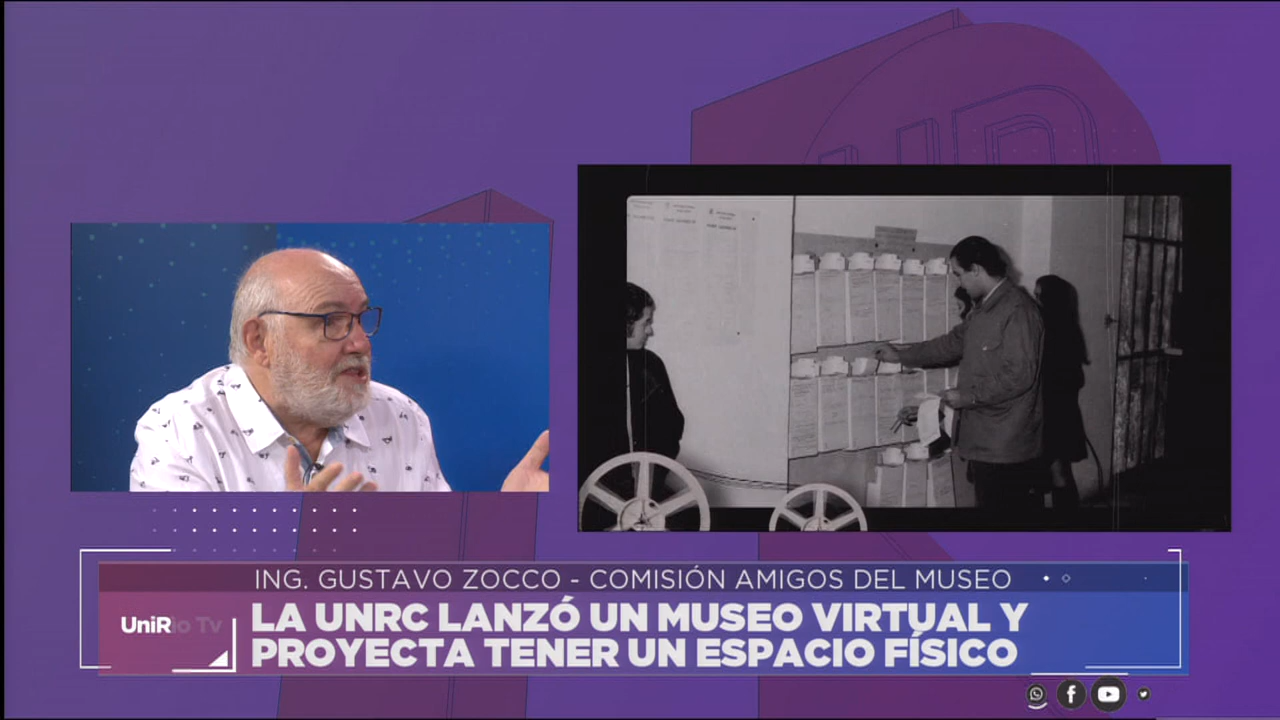 ING. GUSTAVO ZOCCO - COMISIÓN AMIGOS DEL MUSEO
UniRio Tv
LA UNRC LANZÓ UN MUSEO VIRTUAL Y
PROYECTA TENER UN ESPACIO FÍSICO